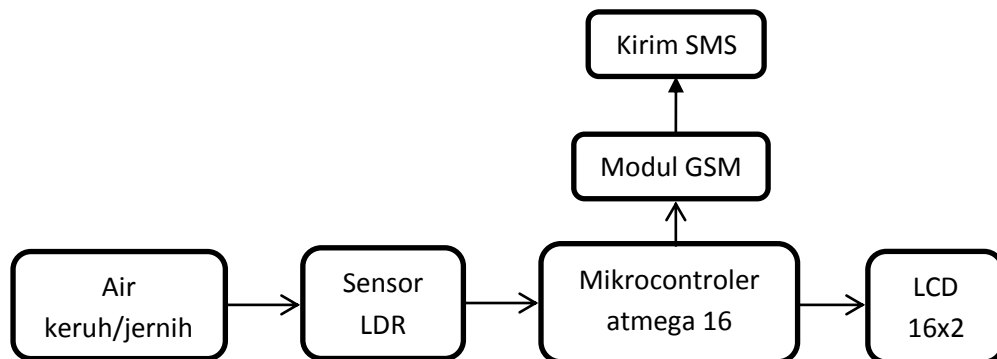 Kirim SMS
Modul GSM
Air
keruh/jernih
Sensor
LDR
Mikrocontroler
atmega 16
LCD
16x2